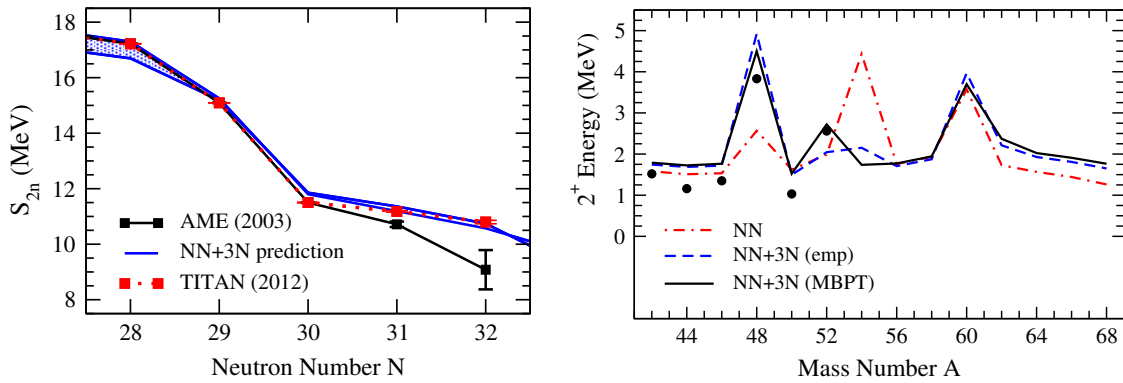 18
16
14
12
10
8
S2n (MeV)
AME (2003)
NN+3N prediction
TITAN (2012)
28 29 30 31 32
Neutron Number N
5
4
3
2
1
0
2+ Energy (MeV)
NN
NN+3N (emp)
NN+3N (MBPT)
44 48 52 56 60 64 68
Mass Number A